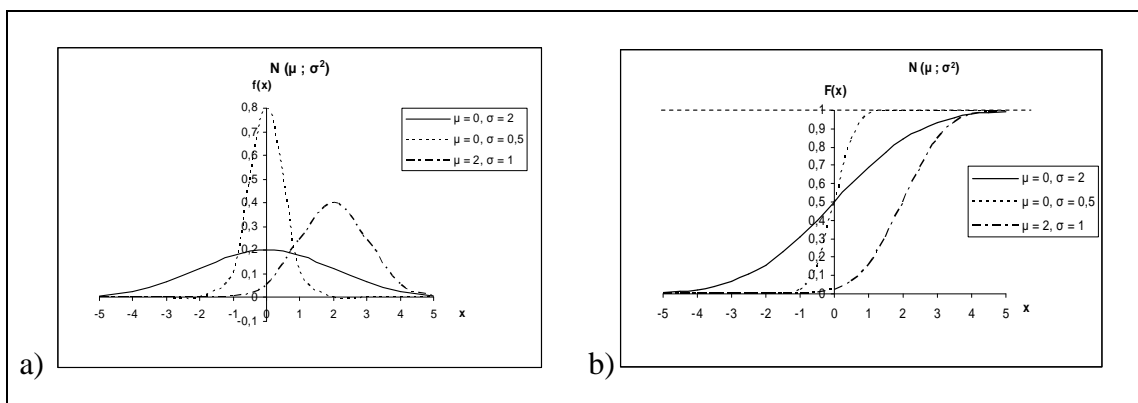 N (μ ; σ²)
f(x)
0,8
0,7
0,6
0,5
0,4
0,3
0,2
0,1
0
-0,1
-5 -4 -3 -2 -1 0 1 2 3 4 5
x
μ = 0, σ = 2
μ = 0, σ = 0,5
μ = 2, σ = 1
a)
N (μ ; σ²)
F(x)
1
0,9
0,8
0,7
0,6
0,5
0,4
0,3
0,2
0,1
0
-5 -4 -3 -2 -1 0 1 2 3 4 5
x
μ = 0, σ = 2
μ = 0, σ = 0,5
μ = 2, σ = 1
b)